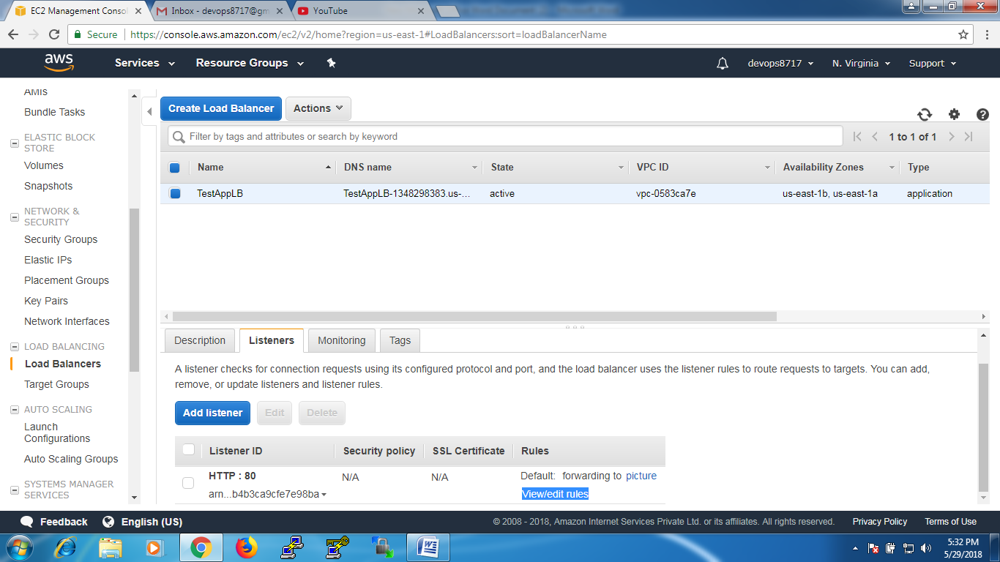 EC2 Management Consol
Inbox - devops8717@gm
YouTube
Secure
https://console.aws.amazon.com/ec2/v2/home?region=us-east-1#LoadBalancers:sort=loadBalancerName
aws
Services
Resource Groups
devops8717
N. Virginia
Support
AMIs
Bundle Tasks
ELASTIC BLOCK
STORE
Volumes
Snapshots
NETWORK &
SECURITY
Security Groups
Elastic IPs
Placement Groups
Key Pairs
Network Interfaces
LOAD BALANCING
Load Balancers
Target Groups
AUTO SCALING
Launch
Configurations
Auto Scaling Groups
SYSTEMS MANAGER
SERVICES
Create Load Balancer
Actions
Filter by tags and attributes or search by keyword
1 to 1 of 1
Name DNS name State VPC ID Availability Zones Type
TestAppLB TestAppLB-1348298383.us-... active vpc-0583ca7e us-east-1b, us-east-1a application
Description Listeners Monitoring Tags
A listener checks for connection requests using its configured protocol and port, and the load balancer uses the listener rules to route requests to targets. You can add,
remove, or update listeners and listener rules.
Add listener Edit Delete
Listener ID Security policy SSL Certificate Rules
HTTP : 80 N/A N/A Default: forwarding to picture
arn...b4b3ca9cfe7e98ba View/edit rules
Feedback English (US) © 2008 - 2018, Amazon Internet Services Private Ltd. or its affiliates. All rights reserved. Privacy Policy Terms of Use
5:32 PM
5/29/2018